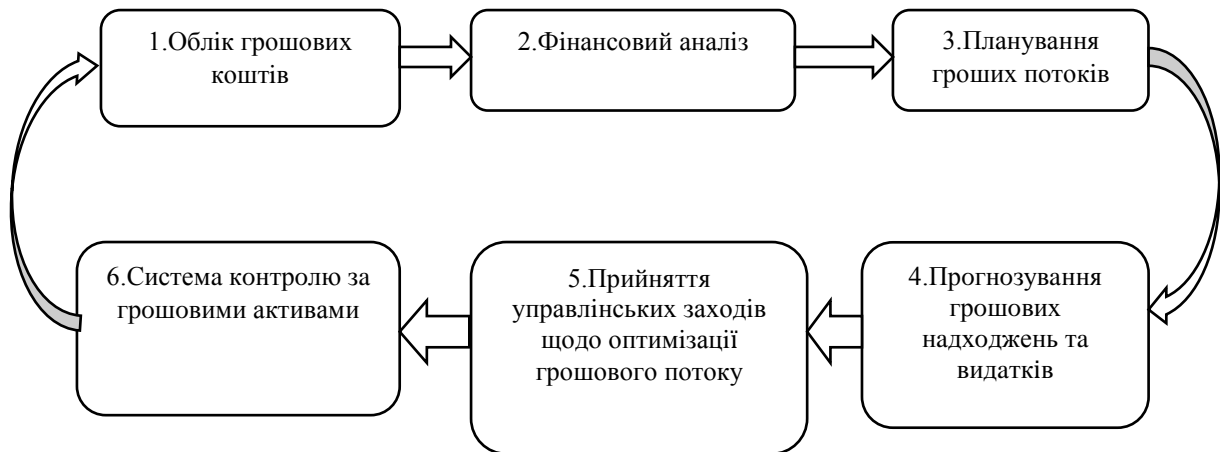 1.Облік грошових
коштів
2.Фінансовий аналіз
3.Планування
гроших потоків
4.Прогнозування
грошових
надходжень та
видатків
5.Прийняття
управлінських заходів
щодо оптимізації
грошового потоку
6.Система контролю за
грошовими активами